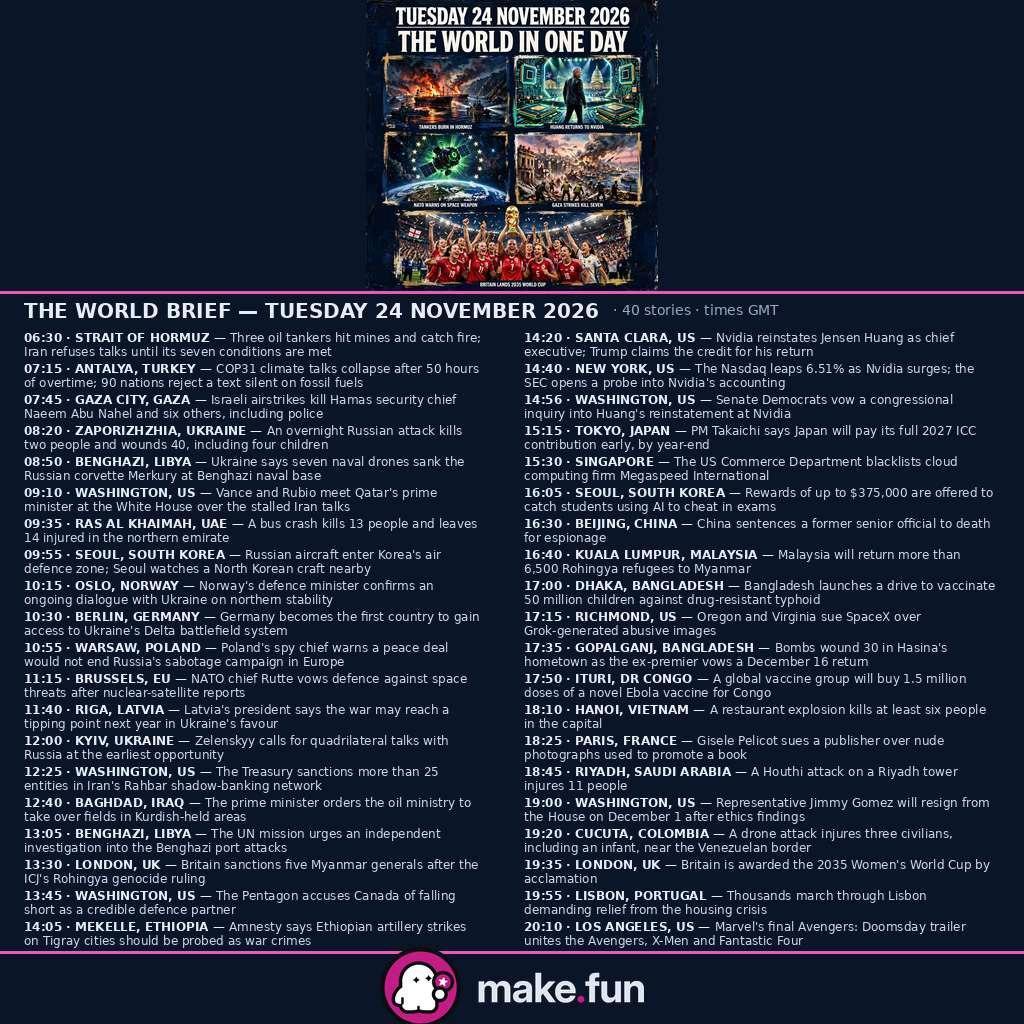 TUESDAY 24 NOVEMBER 2026
THE WORLD IN ONE DAY
TANKERS BURN IN HORMUZ
HUANG RETURNS TO NVIDIA
NATO WARNS ON SPACE WEAPON
GAZA STRIKES KILL SEVEN
BRITAIN LANDS 2035 WORLD CUP
THE WORLD BRIEF — TUESDAY 24 NOVEMBER 2026 · 40 stories · times GMT
06:30 · STRAIT OF HORMUZ — Three oil tankers hit mines and catch fire;
Iran refuses talks until its seven conditions are met
07:15 · ANTALYA, TURKEY — COP31 climate talks collapse after 50 hours
of overtime; 90 nations reject a text silent on fossil fuels
07:45 · GAZA CITY, GAZA — Israeli airstrikes kill Hamas security chief
Naeem Abu Nahel and six others, including police
08:20 · ZAPORIZHZHIA, UKRAINE — An overnight Russian attack kills
two people and wounds 40, including four children
08:50 · BENGHAZI, LIBYA — Ukraine says seven naval drones sank the
Russian corvette Merkury at Benghazi naval base
09:10 · WASHINGTON, US — Vance and Rubio meet Qatar's prime
minister at the White House over the stalled Iran talks
09:35 · RAS AL KHAIMAH, UAE — A bus crash kills 13 people and leaves
14 injured in the northern emirate
09:55 · SEOUL, SOUTH KOREA — Russian aircraft enter Korea's air
defence zone; Seoul watches a North Korean craft nearby
10:15 · OSLO, NORWAY — Norway's defence minister confirms an
ongoing dialogue with Ukraine on northern stability
10:30 · BERLIN, GERMANY — Germany becomes the first country to gain
access to Ukraine's Delta battlefield system
10:55 · WARSAW, POLAND — Poland's spy chief warns a peace deal
would not end Russia's sabotage campaign in Europe
11:15 · BRUSSELS, EU — NATO chief Rutte vows defence against space
threats after nuclear-satellite reports
11:40 · RIGA, LATVIA — Latvia's president says the war may reach a
tipping point next year in Ukraine's favour
12:00 · KYIV, UKRAINE — Zelenskyy calls for quadrilateral talks with
Russia at the earliest opportunity
12:25 · WASHINGTON, US — The Treasury sanctions more than 25
entities in Iran's Rahbar shadow-banking network
12:40 · BAGHDAD, IRAQ — The prime minister orders the oil ministry to
take over fields in Kurdish-held areas
13:05 · BENGHAZI, LIBYA — The UN mission urges an independent
investigation into the Benghazi port attacks
13:30 · LONDON, UK — Britain sanctions five Myanmar generals after the
ICJ's Rohingya genocide ruling
13:45 · WASHINGTON, US — The Pentagon accuses Canada of falling
short as a credible defence partner
14:05 · MEKELLE, ETHIOPIA — Amnesty says Ethiopian artillery strikes
on Tigray cities should be probed as war crimes
14:20 · SANTA CLARA, US — Nvidia reinstates Jensen Huang as chief
executive; Trump claims the credit for his return
14:40 · NEW YORK, US — The Nasdaq leaps 6.51% as Nvidia surges; the
SEC opens a probe into Nvidia's accounting
14:56 · WASHINGTON, US — Senate Democrats vow a congressional
inquiry into Huang's reinstatement at Nvidia
15:15 · TOKYO, JAPAN — PM Takaichi says Japan will pay its full 2027 ICC
contribution early, by year-end
15:30 · SINGAPORE — The US Commerce Department blacklists cloud
computing firm Megaspeed International
16:05 · SEOUL, SOUTH KOREA — Rewards of up to $375,000 are offered to
catch students using AI to cheat in exams
16:30 · BEIJING, CHINA — China sentences a former senior official to death
for espionage
16:40 · KUALA LUMPUR, MALAYSIA — Malaysia will return more than
6,500 Rohingya refugees to Myanmar
17:00 · DHAKA, BANGLADESH — Bangladesh launches a drive to vaccinate
50 million children against drug-resistant typhoid
17:15 · RICHMOND, US — Oregon and Virginia sue SpaceX over
Grok-generated abusive images
17:35 · GOPALGANJ, BANGLADESH — Bombs wound 30 in Hasina's
hometown as the ex-premier vows a December 16 return
17:50 · ITURI, DR CONGO — A global vaccine group will buy 1.5 million
doses of a novel Ebola vaccine for Congo
18:10 · HANOI, VIETNAM — A restaurant explosion kills at least six people
in the capital
18:25 · PARIS, FRANCE — Gisele Pelicot sues a publisher over nude
photographs used to promote a book
18:45 · RIYADH, SAUDI ARABIA — A Houthi attack on a Riyadh tower
injures 11 people
19:00 · WASHINGTON, US — Representative Jimmy Gomez will resign from
the House on December 1 after ethics findings
19:20 · CUCUTA, COLOMBIA — A drone attack injures three civilians,
including an infant, near the Venezuelan border
19:35 · LONDON, UK — Britain is awarded the 2035 Women's World Cup by
acclamation
19:55 · LISBON, PORTUGAL — Thousands march through Lisbon
demanding relief from the housing crisis
20:10 · LOS ANGELES, US — Marvel's final Avengers: Doomsday trailer
unites the Avengers, X-Men and Fantastic Four
make.fun